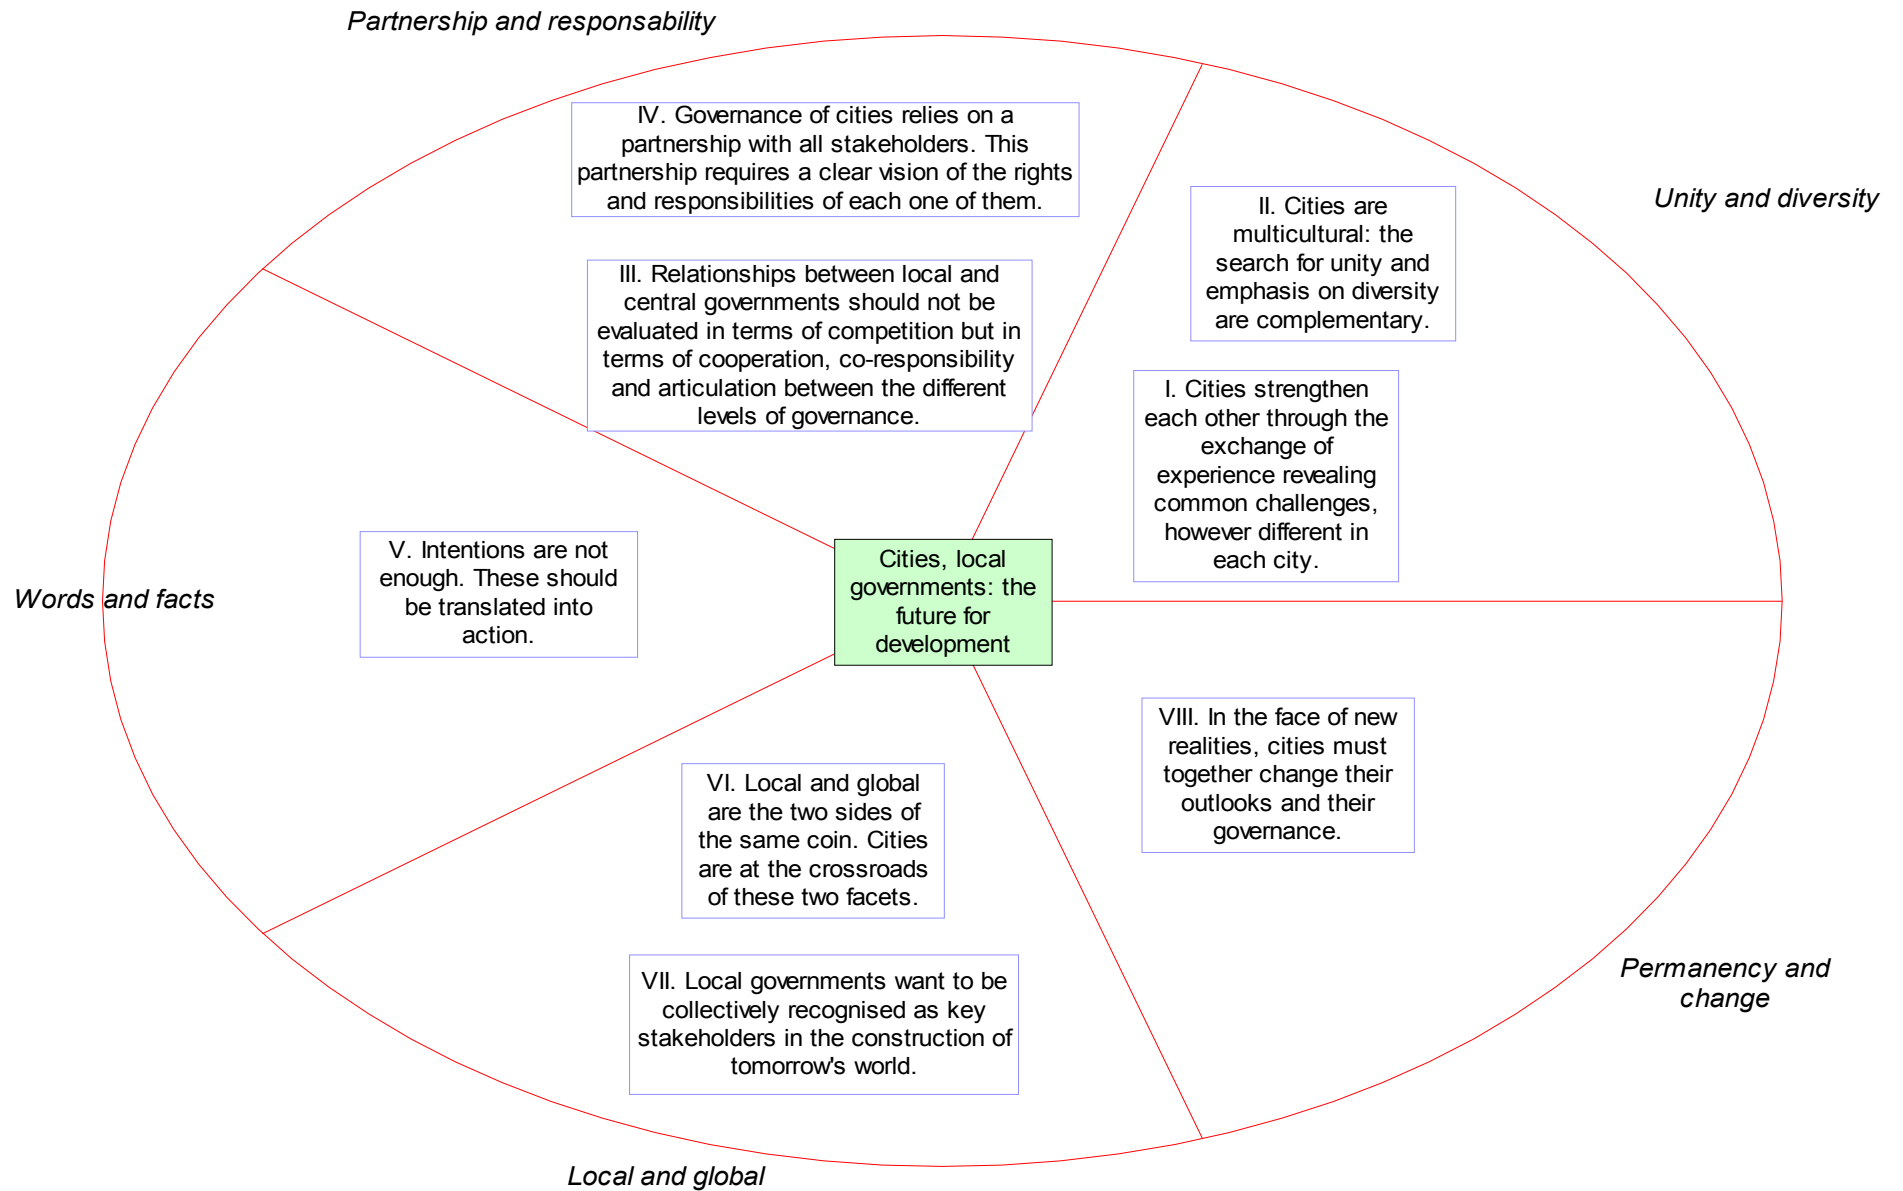 Partnership and responsability
IV. Governance of cities relies on a
partnership with all stakeholders. This
partnership requires a clear vision of the rights
and responsibilities of each one of them.
III. Relationships between local and
central governments should not be
evaluated in terms of competition but in
terms of cooperation, co-responsibility
and articulation between the different
levels of governance.
Unity and diversity
II. Cities are
multicultural: the
search for unity and
emphasis on diversity
are complementary.
I. Cities strengthen
each other through the
exchange of
experience revealing
common challenges,
however different in
each city.
Words and facts
V. Intentions are not
enough. These should
be translated into
action.
Cities, local
governments: the
future for
development
VIII. In the face of new
realities, cities must
together change their
outlooks and their
governance.
Permanency and
change
VI. Local and global
are the two sides of
the same coin. Cities
are at the crossroads
of these two facets.
VII. Local governments want to be
collectively recognised as key
stakeholders in the construction of
tomorrow's world.
Local and global